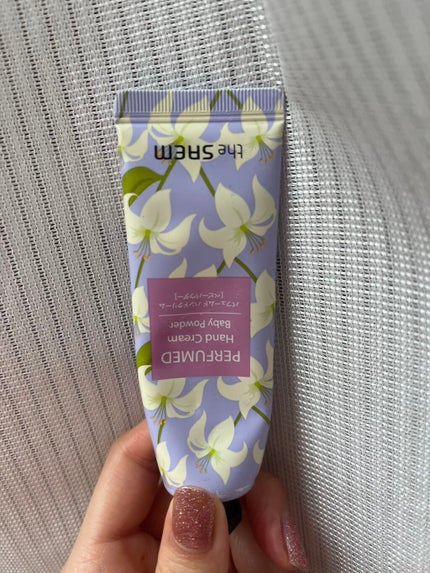 the SAEM
PERFUMED
Hand Cream
Baby Powder
パフュームド ハンドクリーム
[ベビーパウダー]